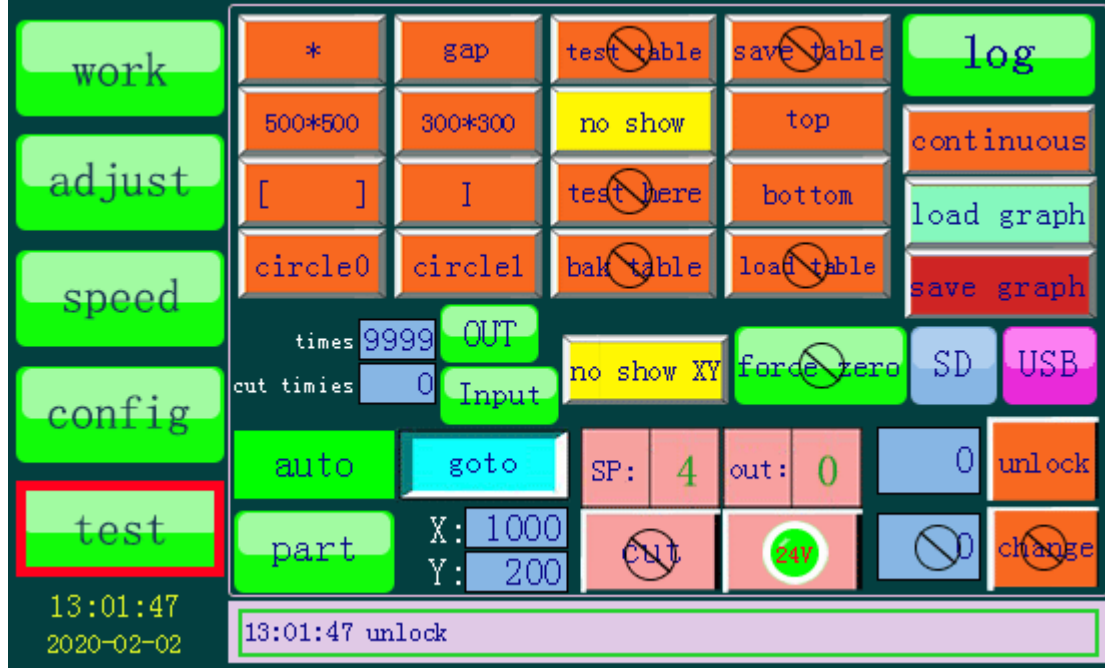 work
adjust
speed
config
test
13:01:47
2020-02-02
* gap test table save table log
500*500 300*300 no show top continuous
[ ] I test here bottom load graph
circle0 circle1 bak table load table save graph
times 9999 OUT
cut timies 0 Input
no show XY force zero SD USB
auto goto SP: 4 out: 0 0 unlock
part X: 1000
Y: 200
cut 24V 0 change
13:01:47 unlock